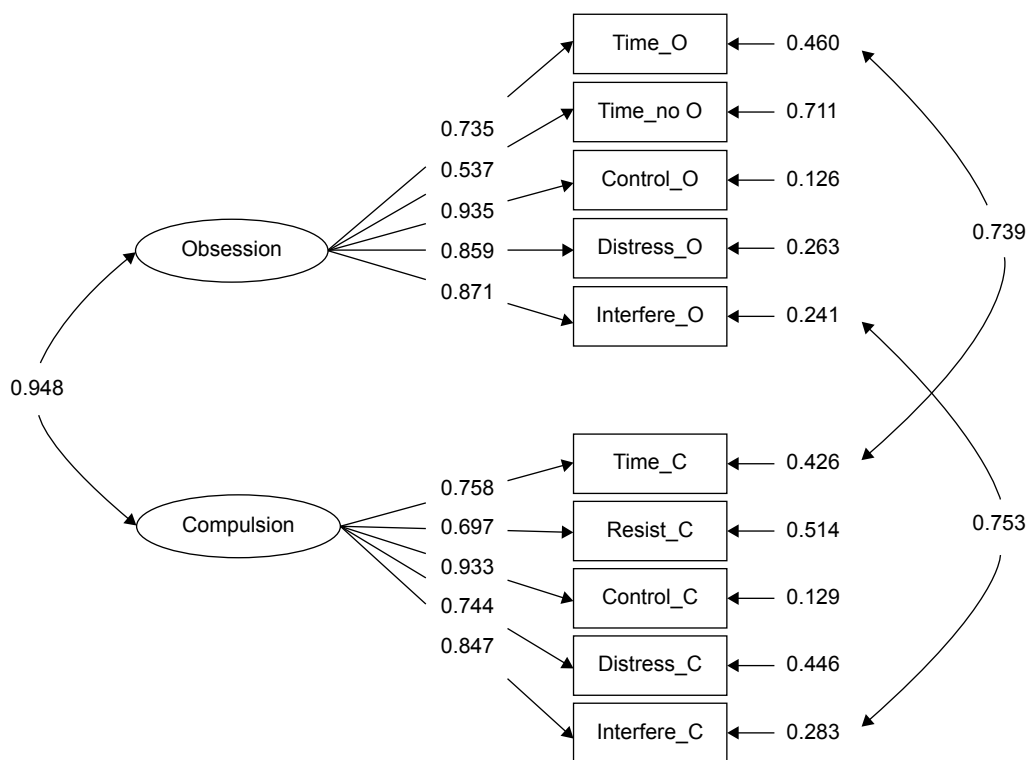 Time_O 0.460
Time_no O 0.711
0.735
0.537
Control_O 0.126
0.935
Obsession 0.859 Distress_O 0.263
0.739
0.871
Interfere_O 0.241
0.948
Time_C 0.426
0.758
Compulsion 0.697 Resist_C 0.514
0.753
0.933
Control_C 0.129
0.744
0.847
Distress_C 0.446
Interfere_C 0.283